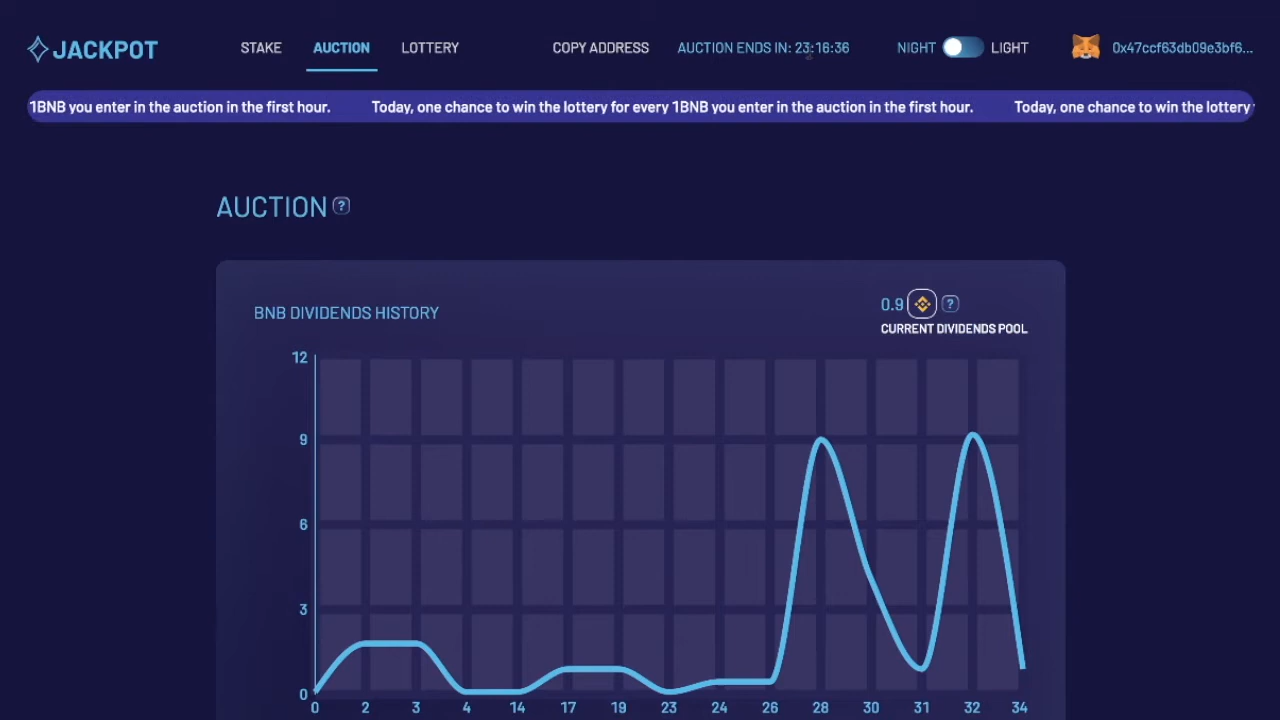 JACKPOT
STAKE
AUCTION
LOTTERY
COPY ADDRESS
AUCTION ENDS IN: 23:16:36
NIGHT
LIGHT
0x47ccf63db09e3bf6...
1BNB you enter in the auction in the first hour. Today, one chance to win the lottery for every 1BNB you enter in the auction in the first hour. Today, one chance to win the lottery
AUCTION ?
BNB DIVIDENDS HISTORY
0.9 ?
CURRENT DIVIDENDS POOL
12
9
6
3
0
0 2 3 4 14 17 19 23 24 26 28 30 31 32 34